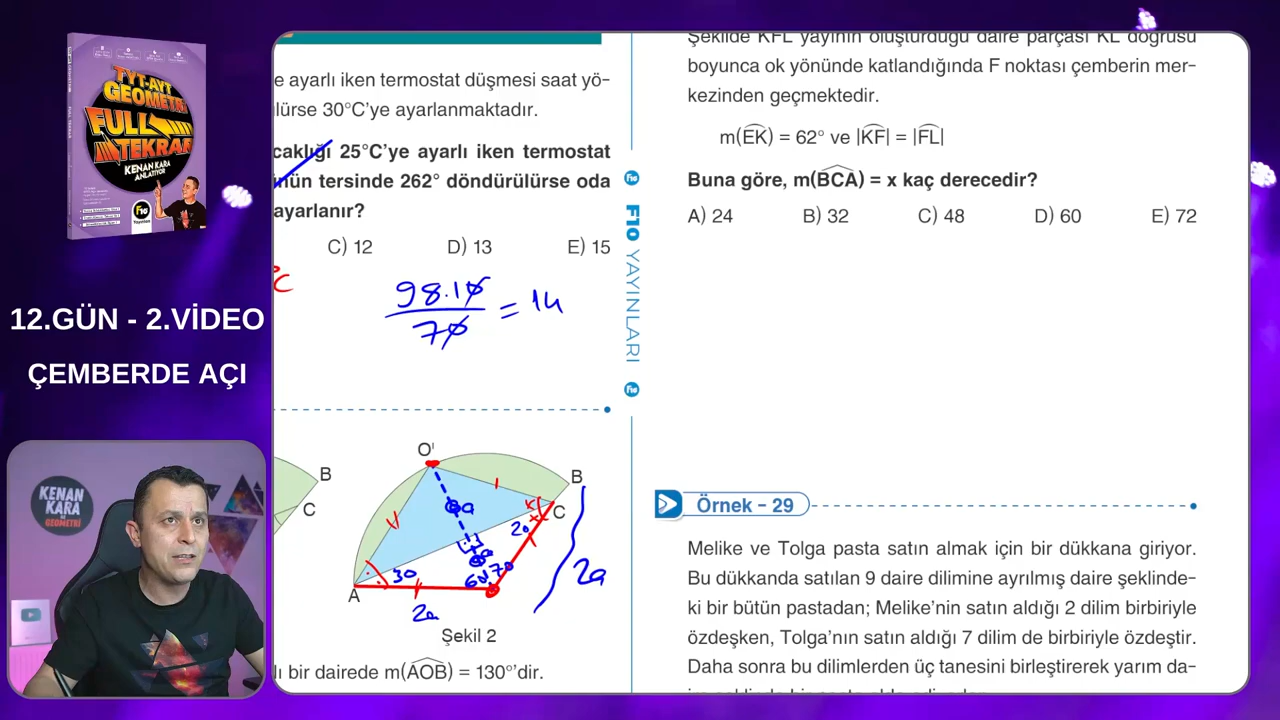 TYT-AYT
GEOMETRİ
FULL
TEKRAR
KENAN KARA
ANLATIYOR
F10
12.GÜN - 2.VİDEO
ÇEMBERDE AÇI
KENAN
KARA
GEOMETRİ
e ayarlı iken termostat düşmesi saat yö-
lürse 30°C'ye ayarlanmaktadır.
caklığı 25°C'ye ayarlı iken termostat
ünün tersinde 262° döndürülürse oda
ayarlanır?
C) 12 D) 13 E) 15
°C
98.10
70
= 14
B
C
O'
B
C
A
30
20
70
2a
2a
Şekil 2
lı bir dairede m(AOB) = 130°'dir.
F10 YAYINLARI
Şekilde KFL yayının oluşturduğu daire parçası KL doğrusu
boyunca ok yönünde katlandığında F noktası çemberin mer-
kezinden geçmektedir.
m(EK) = 62° ve |KF| = |FL|
Buna göre, m(BCA) = x kaç derecedir?
A) 24 B) 32 C) 48 D) 60 E) 72
Örnek - 29
Melike ve Tolga pasta satın almak için bir dükkana giriyor.
Bu dükkanda satılan 9 daire dilimine ayrılmış daire şeklinde-
ki bir bütün pastadan; Melike'nin satın aldığı 2 dilim birbiriyle
özdeşken, Tolga'nın satın aldığı 7 dilim de birbiriyle özdeştir.
Daha sonra bu dilimlerden üç tanesini birleştirerek yarım da-